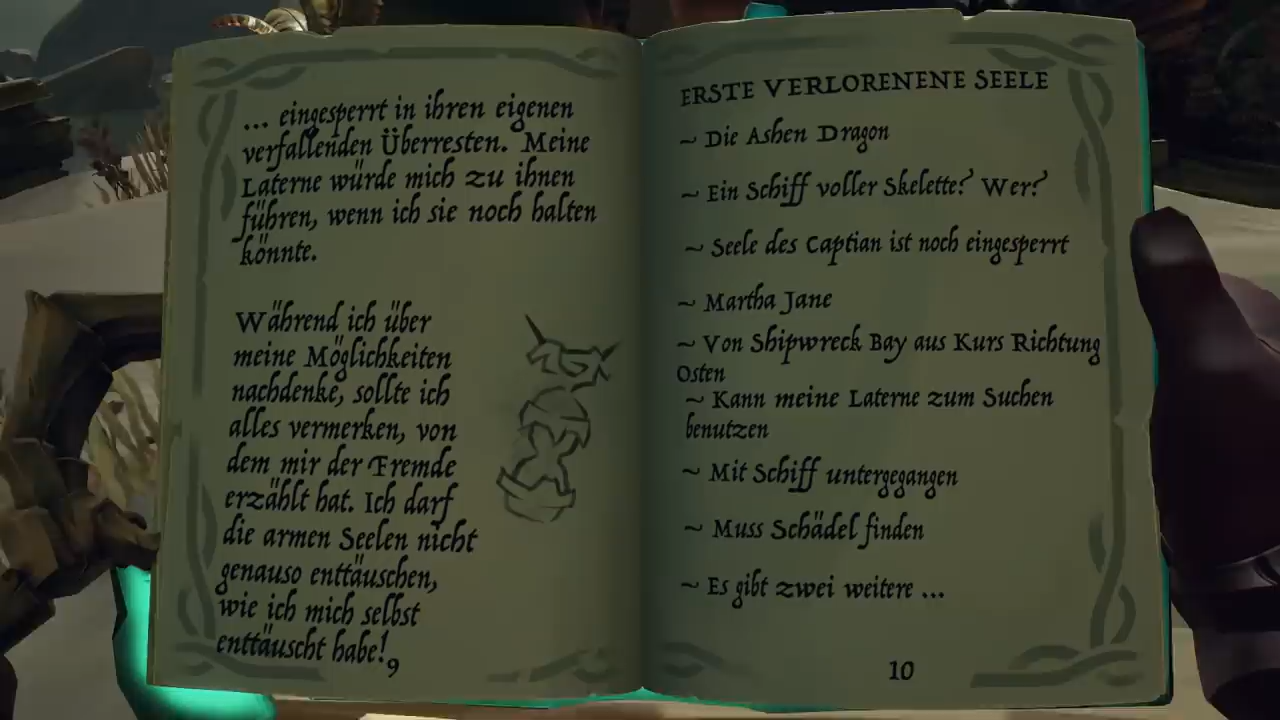 ... eingesperrt in ihren eigenen
verfallenden Überresten. Meine
Laterne würde mich zu ihnen
führen, wenn ich sie noch halten
könnte.
Während ich über
meine Möglichkeiten
nachdenke, sollte ich
alles vermerken, von
dem mir der Fremde
erzählt hat. Ich darf
die armen Seelen nicht
genauso enttäuschen,
wie ich mich selbst
enttäuscht habe!
9
ERSTE VERLORENENE SEELE
~ Die Ashen Dragon
~ Ein Schiff voller Skelette? Wer?
~ Seele des Captian ist noch eingesperrt
~ Martha Jane
~ Von Shipwreck Bay aus Kurs Richtung
Osten
~ Kann meine Laterne zum Suchen
benutzen
~ Mit Schiff untergegangen
~ Muss Schädel finden
~ Es gibt zwei weitere ...
10